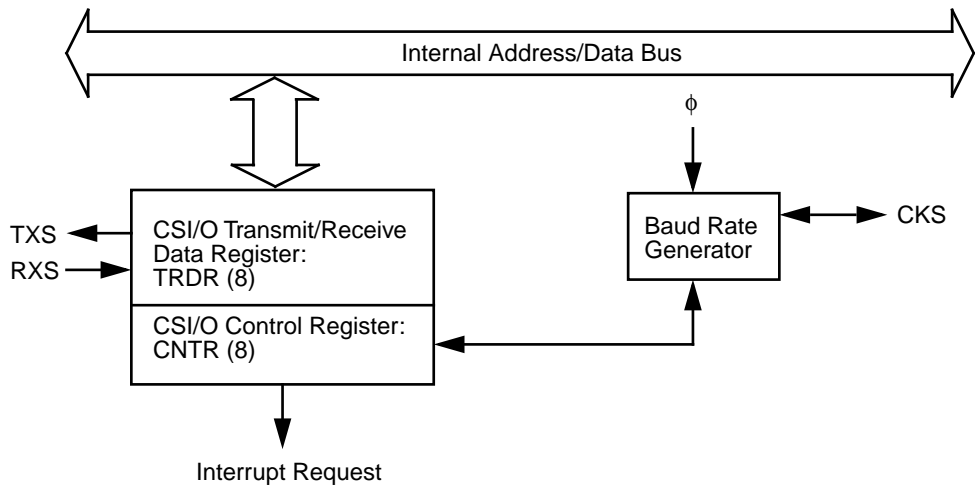 Internal Address/Data Bus
ϕ
TXS
RXS
CSI/O Transmit/Receive
Data Register:
TRDR (8)
CSI/O Control Register:
CNTR (8)
Baud Rate
Generator
CKS
Interrupt Request